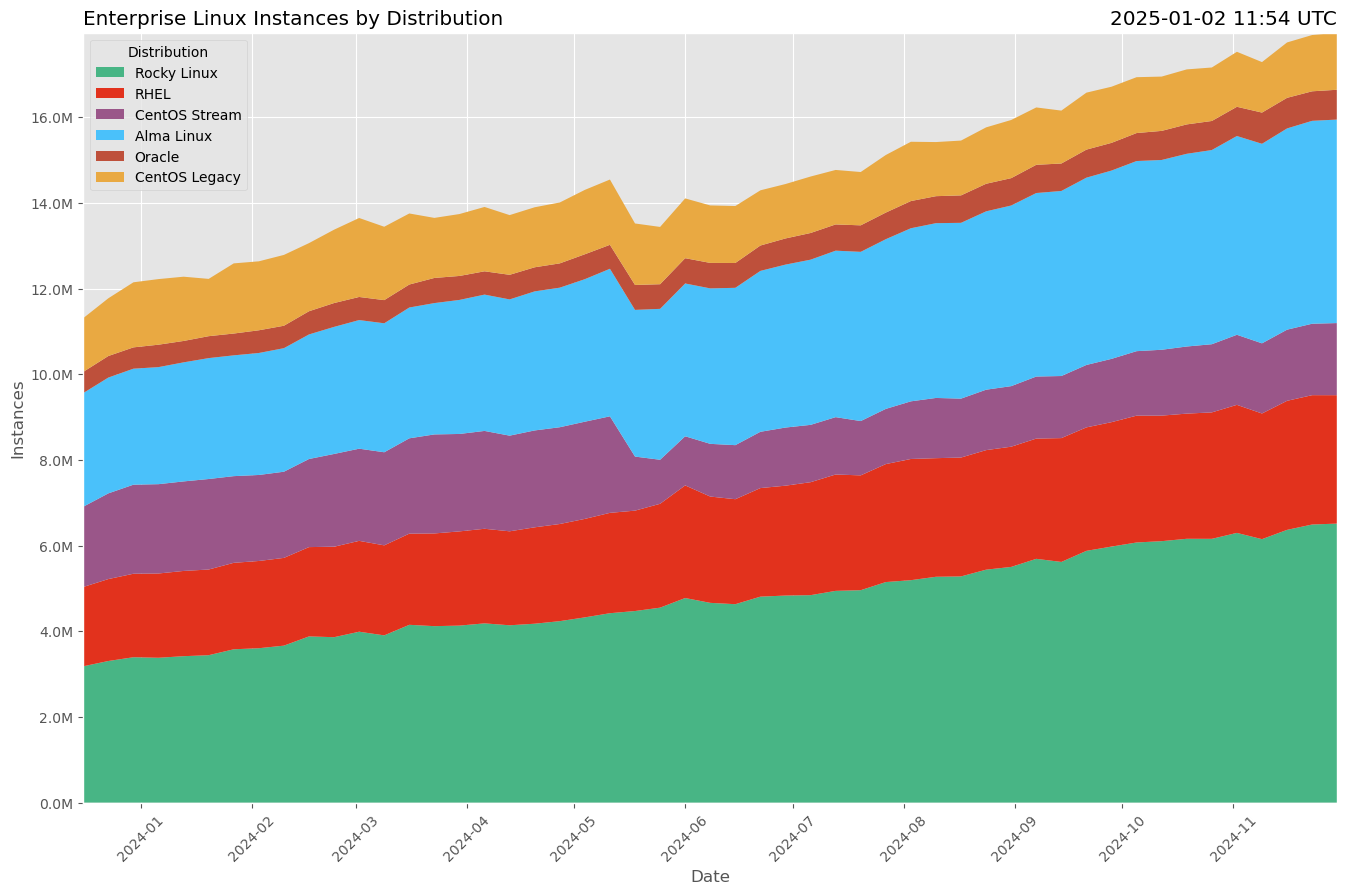 Enterprise Linux Instances by Distribution
2025-01-02 11:54 UTC
Distribution
Rocky Linux
RHEL
CentOS Stream
Alma Linux
Oracle
CentOS Legacy
Instances
16.0M
14.0M
12.0M
10.0M
8.0M
6.0M
4.0M
2.0M
0.0M
2024-01
2024-02
2024-03
2024-04
2024-05
2024-06
2024-07
2024-08
2024-09
2024-10
2024-11
Date